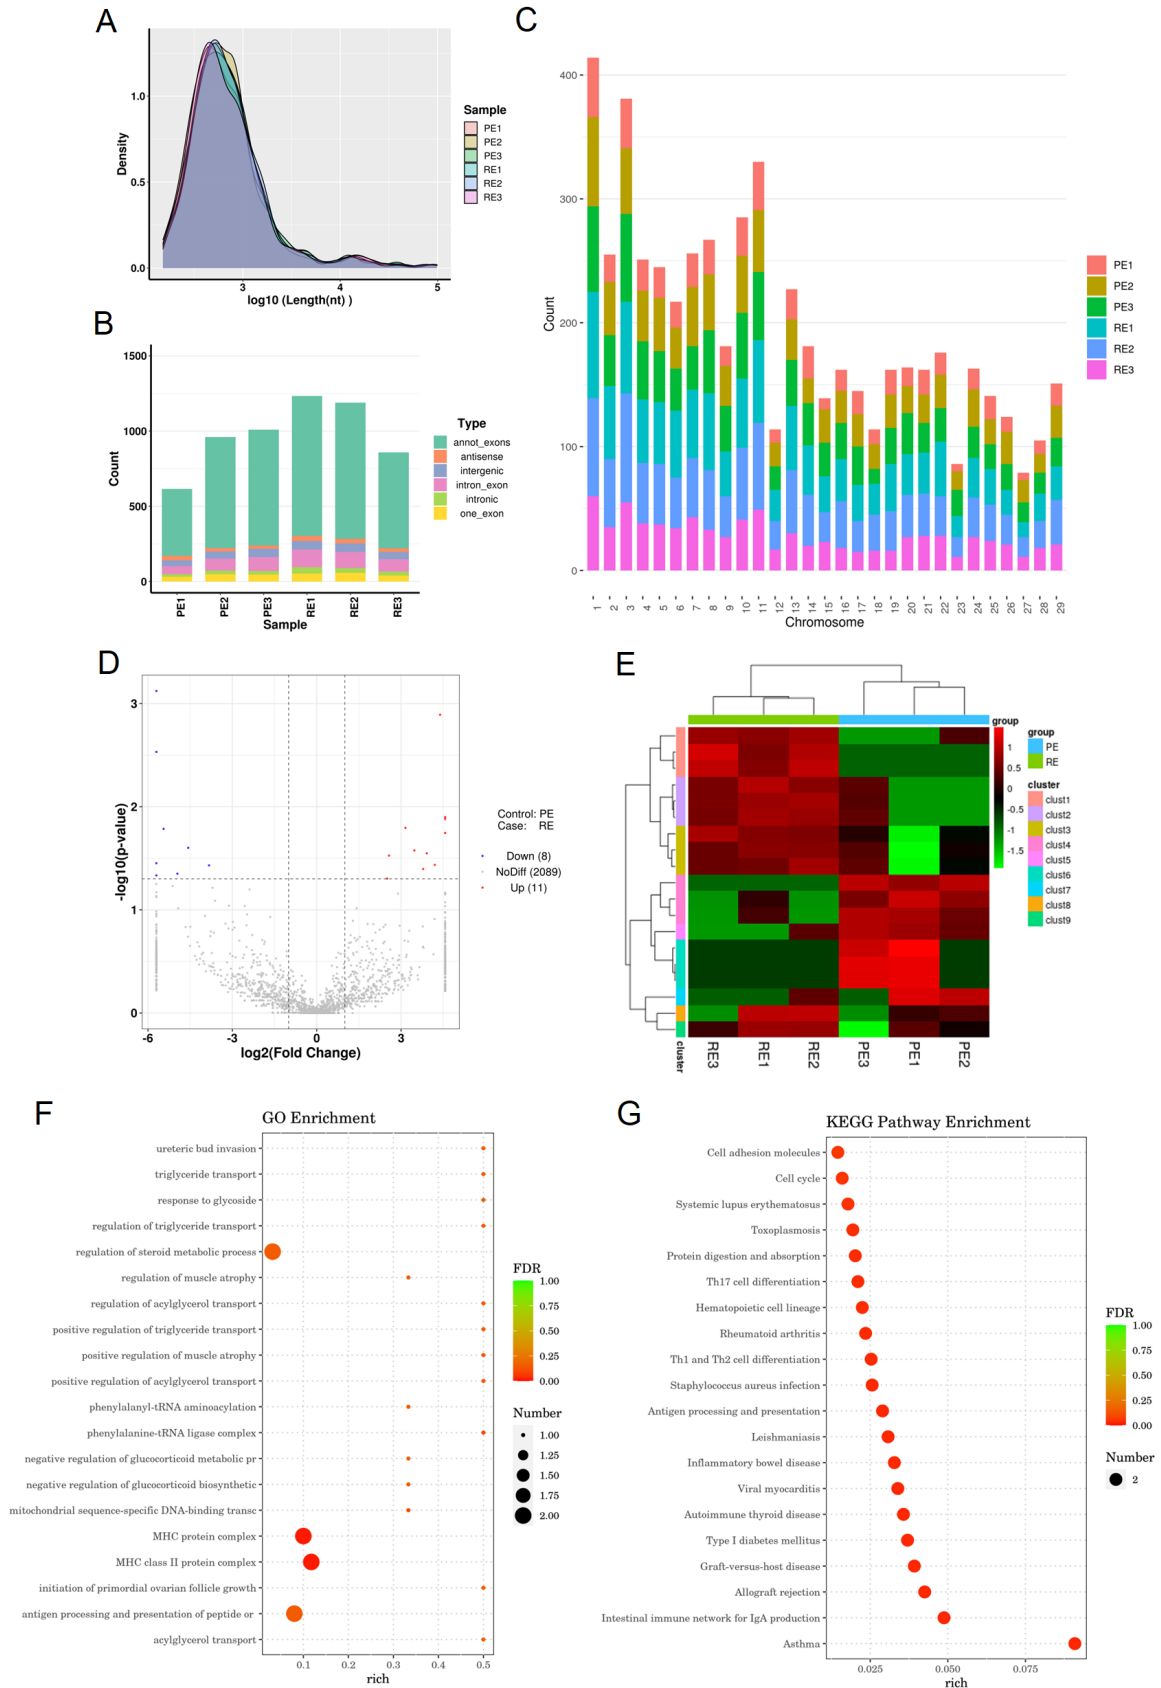 A
Density
1.0
0.5
0.0
3
4
5
log10 (Length(nt) )
Sample
PE1
PE2
PE3
RE1
RE2
RE3
B
Count
1500
1000
500
0
PE1
PE2
PE3
RE1
RE2
RE3
Sample
Type
annot_exons
antisense
intergenic
intron_exon
intronic
one_exon
C
Count
400
300
200
100
0
1
2
3
4
5
6
7
8
9
10
11
12
13
14
15
16
17
18
19
20
21
22
23
24
25
26
27
28
29
Chromosome
PE1
PE2
PE3
RE1
RE2
RE3
D
-log10(p-value)
3
2
1
0
-6
-3
0
3
log2(Fold Change)
Control: PE
Case: RE
Down (8)
NoDiff (2089)
Up (11)
E
group
1
0.5
0
-0.5
-1
-1.5
group
PE
RE
cluster
clust1
clust2
clust3
clust4
clust5
clust6
clust7
clust8
clust9
cluster
RE3
RE1
RE2
PE3
PE1
PE2
F
GO Enrichment
ureteric bud invasion
triglyceride transport
response to glycoside
regulation of triglyceride transport
regulation of steroid metabolic process
regulation of muscle atrophy
regulation of acylglycerol transport
positive regulation of triglyceride transport
positive regulation of muscle atrophy
positive regulation of acylglycerol transport
phenylalanyl-tRNA aminoacylation
phenylalanine-tRNA ligase complex
negative regulation of glucocorticoid metabolic pr
negative regulation of glucocorticoid biosynthetic
mitochondrial sequence-specific DNA-binding transc
MHC protein complex
MHC class II protein complex
initiation of primordial ovarian follicle growth
antigen processing and presentation of peptide or
acylglycerol transport
0.1
0.2
0.3
0.4
0.5
rich
FDR
1.00
0.75
0.50
0.25
0.00
Number
1.00
1.25
1.50
1.75
2.00
G
KEGG Pathway Enrichment
Cell adhesion molecules
Cell cycle
Systemic lupus erythematosus
Toxoplasmosis
Protein digestion and absorption
Th17 cell differentiation
Hematopoietic cell lineage
Rheumatoid arthritis
Th1 and Th2 cell differentiation
Staphylococcus aureus infection
Antigen processing and presentation
Leishmaniasis
Inflammatory bowel disease
Viral myocarditis
Autoimmune thyroid disease
Type I diabetes mellitus
Graft-versus-host disease
Allograft rejection
Intestinal immune network for IgA production
Asthma
0.025
0.050
0.075
rich
FDR
1.00
0.75
0.50
0.25
0.00
Number
2